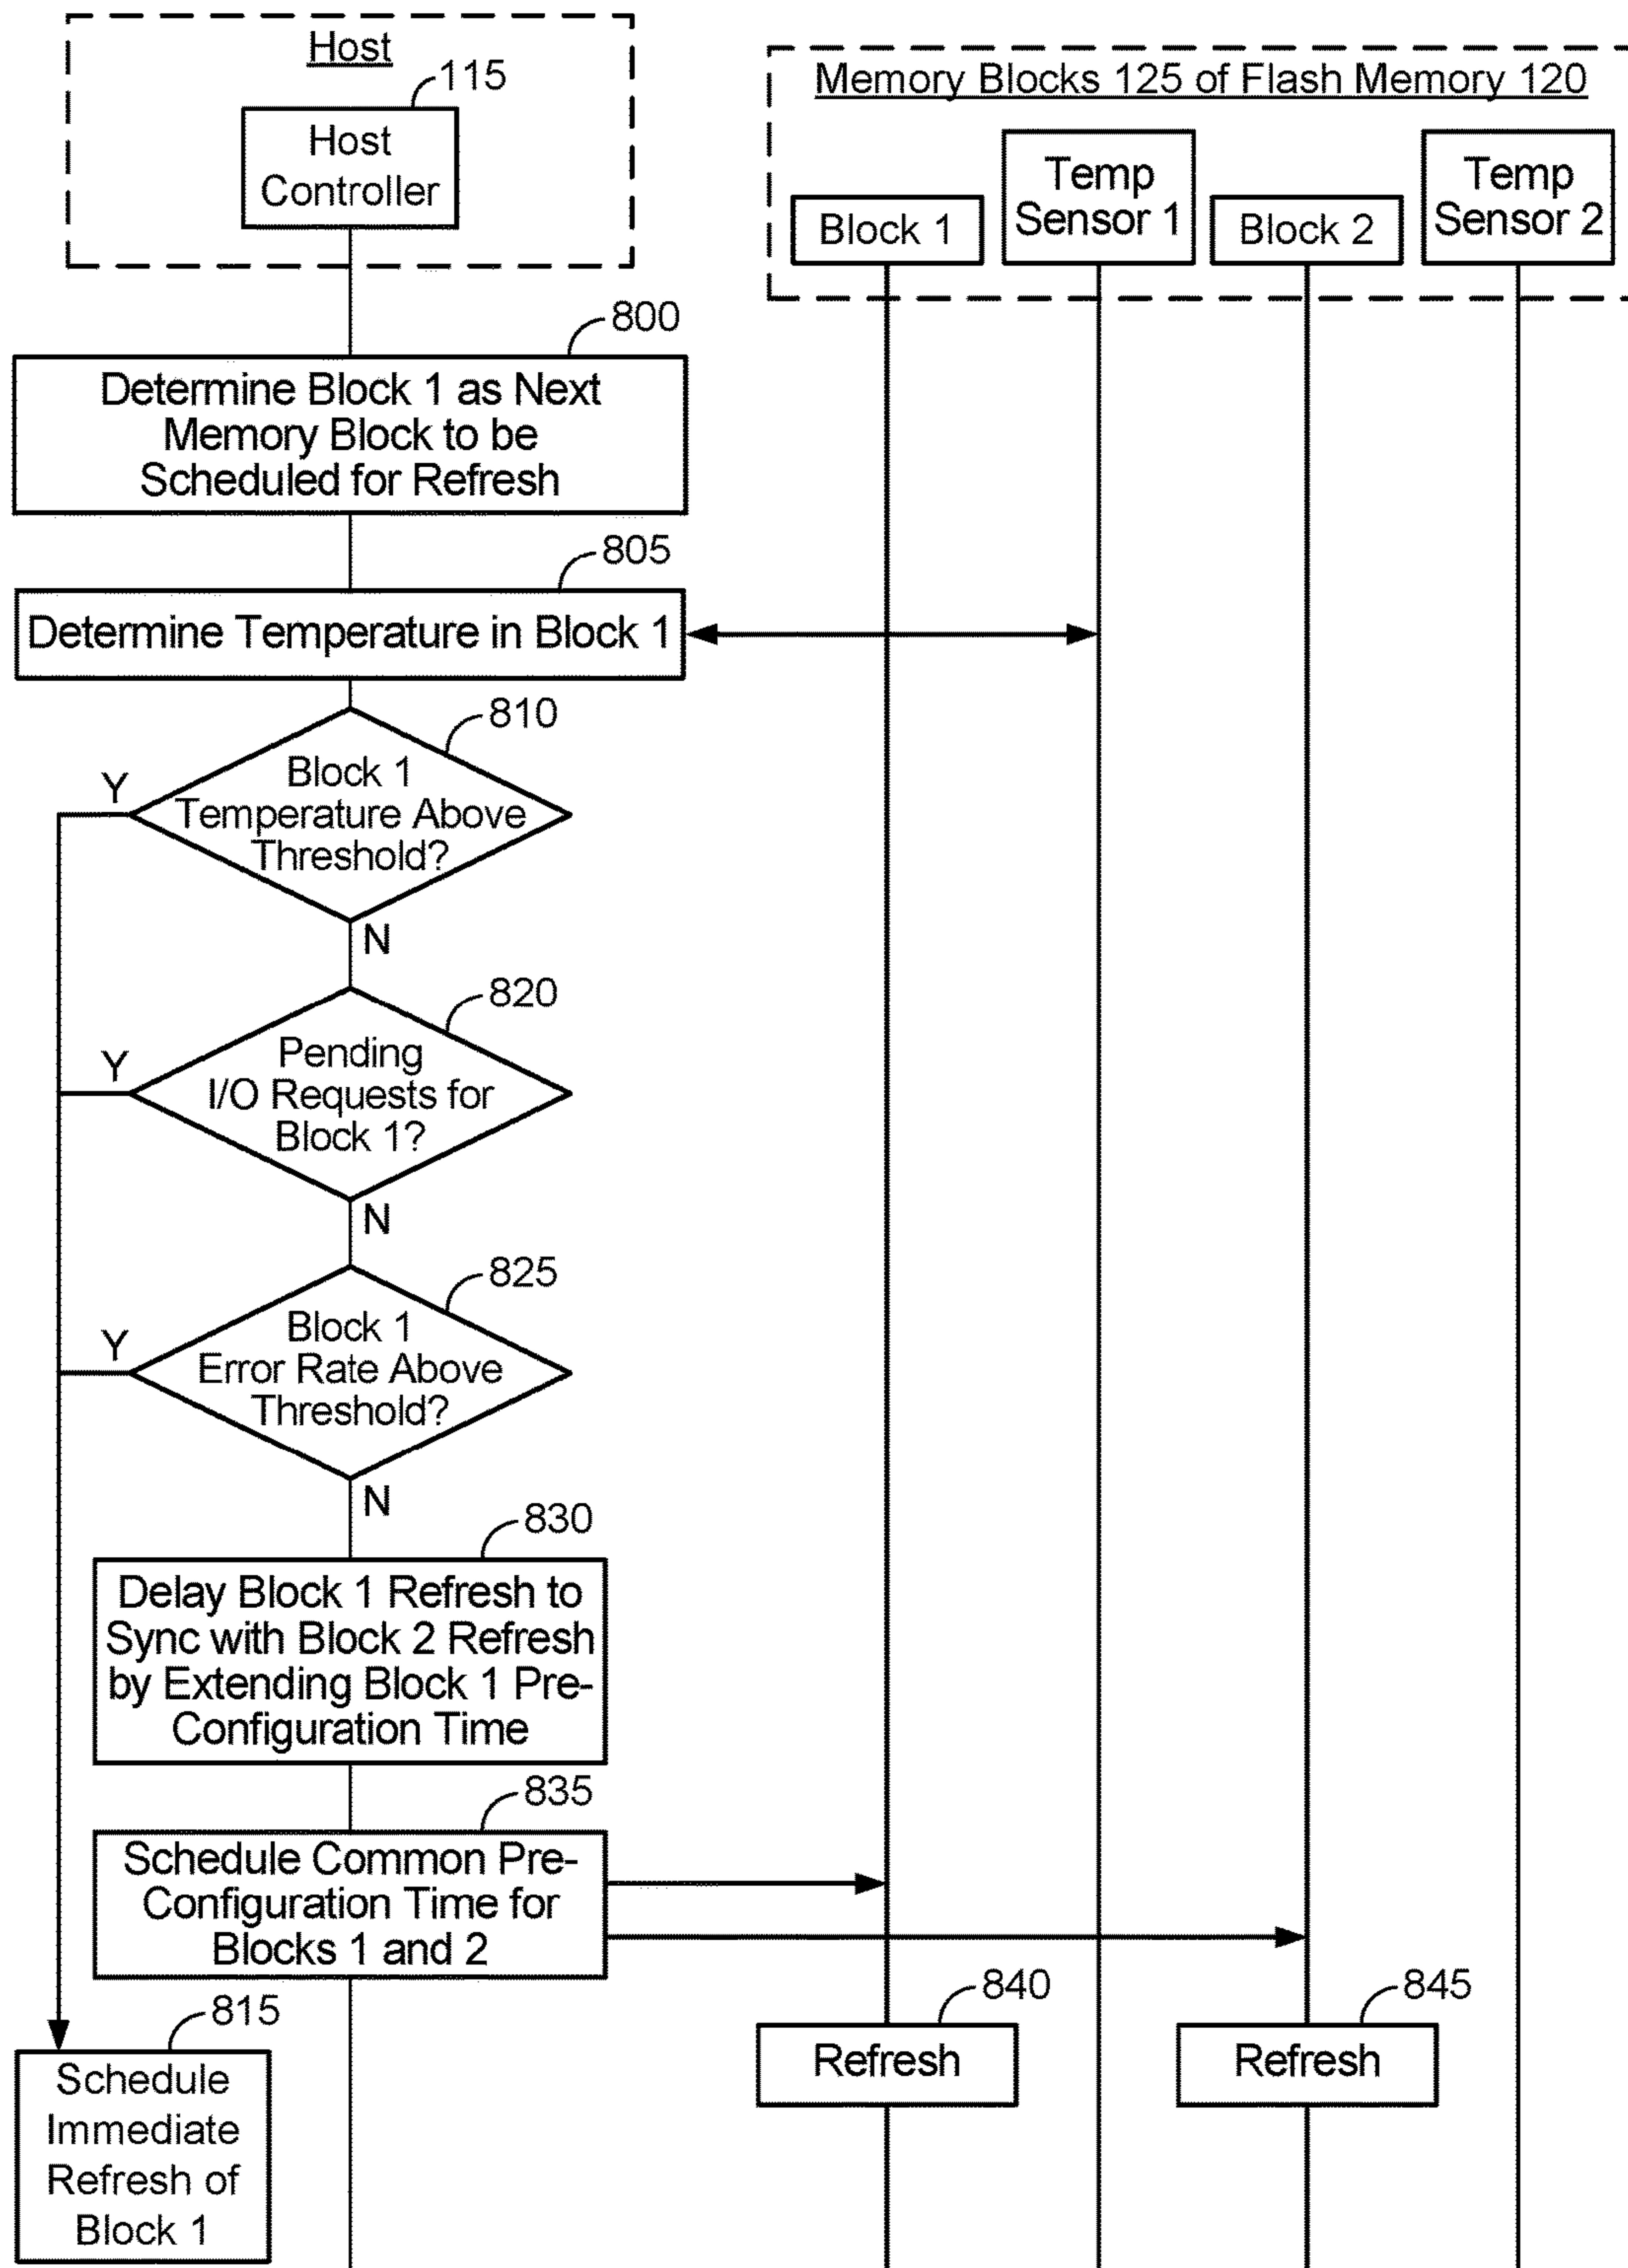 Host
115
Host
Controller
Memory Blocks 125 of Flash Memory 120
Block 1
Temp
Sensor 1
Block 2
Temp
Sensor 2
800
Determine Block 1 as Next
Memory Block to be
Scheduled for Refresh
805
Determine Temperature in Block 1
810
Block 1
Temperature Above
Threshold?
Y
N
820
Pending
I/O Requests for
Block 1?
Y
N
825
Block 1
Error Rate Above
Threshold?
Y
N
830
Delay Block 1 Refresh to
Sync with Block 2 Refresh
by Extending Block 1 Pre-
Configuration Time
835
Schedule Common Pre-
Configuration Time for
Blocks 1 and 2
840
Refresh
845
Refresh
815
Schedule
Immediate
Refresh of
Block 1